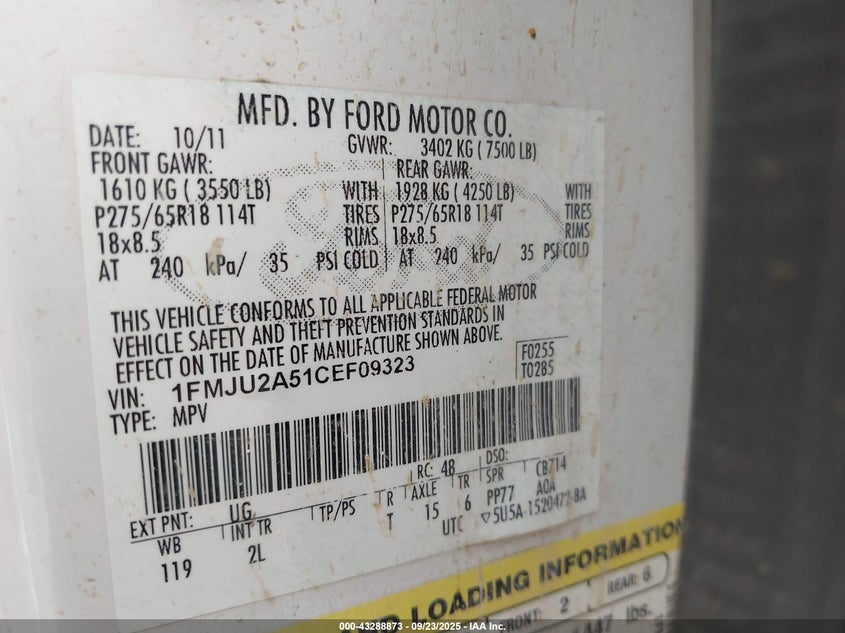 MFD. BY FORD MOTOR CO.
DATE: 10/11 GVWR: 3402 KG ( 7500 LB)
FRONT GAWR: REAR GAWR:
1610 KG ( 3550 LB) WITH 1928 KG ( 4250 LB) WITH
P275/65R18 114T TIRES P275/65R18 114T TIRES
18x8.5 RIMS 18x8.5 RIMS
AT 240 kPa/ 35 PSI COLD AT 240 kPa/ 35 PSI COLD
THIS VEHICLE CONFORMS TO ALL APPLICABLE FEDERAL MOTOR
VEHICLE SAFETY AND THEFT PREVENTION STANDARDS IN
EFFECT ON THE DATE OF MANUFACTURE SHOWN ABOVE.
F0255
T0285
VIN: 1FMJU2A51CEF09323
TYPE: MPV
EXT PNT: UG RC: 48 DSO:
WB INT TR TP/PS R AXLE TR SPR CB714
119 2L T 15 6 PP77 AOA
UTC 5U5A-1520472-BA
LOADING INFORMATION
FRONT: 2 REAR: 6
lbs.
000-43288873 - 09/23/2025 - IAA Inc.